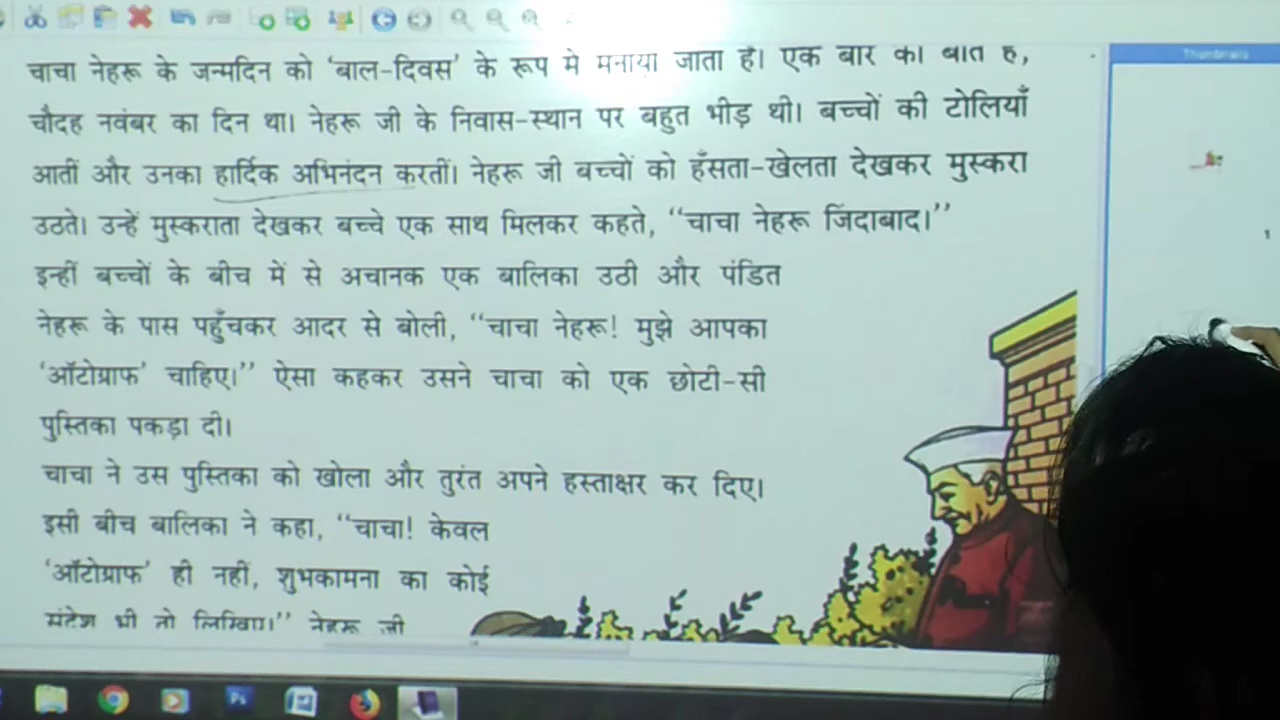 चाचा नेहरू के जन्मदिन को ‘बाल-दिवस’ के रूप मे मनाया जाता है। एक बार की बात है,
चौदह नवंबर का दिन था। नेहरू जी के निवास-स्थान पर बहुत भीड़ थी। बच्चों की टोलियाँ
आतीं और उनका हार्दिक अभिनंदन करतीं। नेहरू जी बच्चों को हँसता-खेलता देखकर मुस्करा
उठते। उन्हें मुस्कराता देखकर बच्चे एक साथ मिलकर कहते, “चाचा नेहरू जिंदाबाद।”
इन्हीं बच्चों के बीच में से अचानक एक बालिका उठी और पंडित
नेहरू के पास पहुँचकर आदर से बोली, “चाचा नेहरू! मुझे आपका
‘ऑटोग्राफ’ चाहिए।” ऐसा कहकर उसने चाचा को एक छोटी-सी
पुस्तिका पकड़ा दी।
चाचा ने उस पुस्तिका को खोला और तुरंत अपने हस्ताक्षर कर दिए।
इसी बीच बालिका ने कहा, “चाचा! केवल
‘ऑटोग्राफ’ ही नहीं, शुभकामना का कोई
संदेश भी तो लिखिए।” नेहरू जी
Thumbnails
Ps